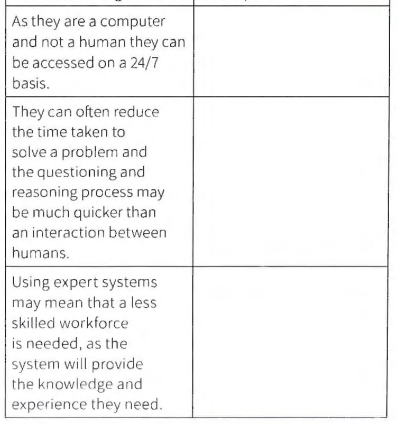 As they are a computer
and not a human they can
be accessed on a 24/7
basis.
They can often reduce
the time taken to
solve a problem and
the questioning and
reasoning process may
be much quicker than
an interaction between
humans.
Using expert systems
may mean that a less
skilled workforce
is needed, as the
system will provide
the knowledge and
experience they need.